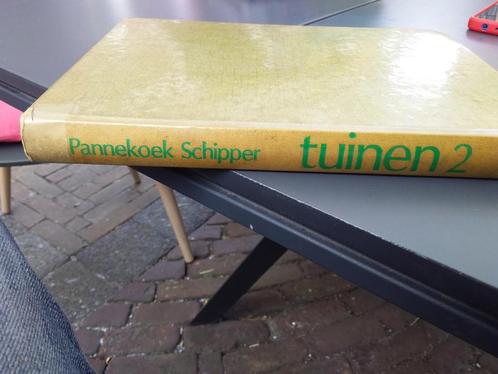 Pannekoek Schipper tuinen 2